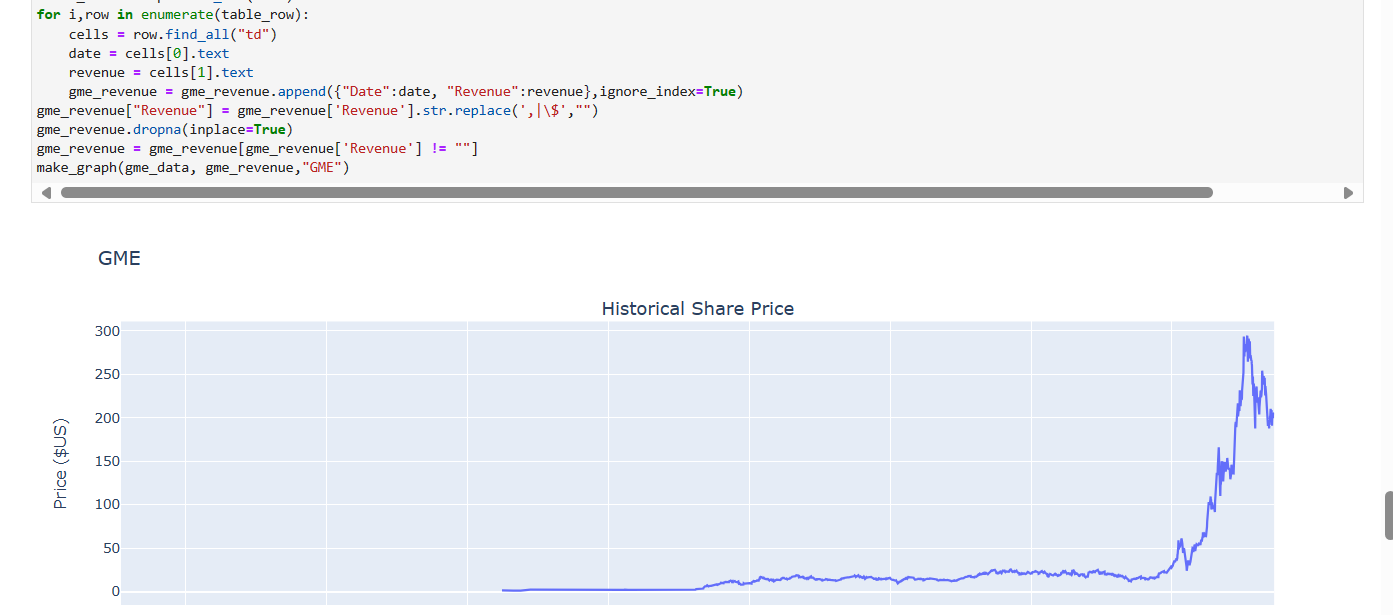 for i,row in enumerate(table_row):
    cells = row.find_all("td")
    date = cells[0].text
    revenue = cells[1].text
    gme_revenue = gme_revenue.append({"Date":date, "Revenue":revenue},ignore_index=True)
gme_revenue["Revenue"] = gme_revenue['Revenue'].str.replace(',|\$',"")
gme_revenue.dropna(inplace=True)
gme_revenue = gme_revenue[gme_revenue['Revenue'] != ""]
make_graph(gme_data, gme_revenue,"GME")
GME
Historical Share Price
300
250
200
150
100
50
0
Price ($US)